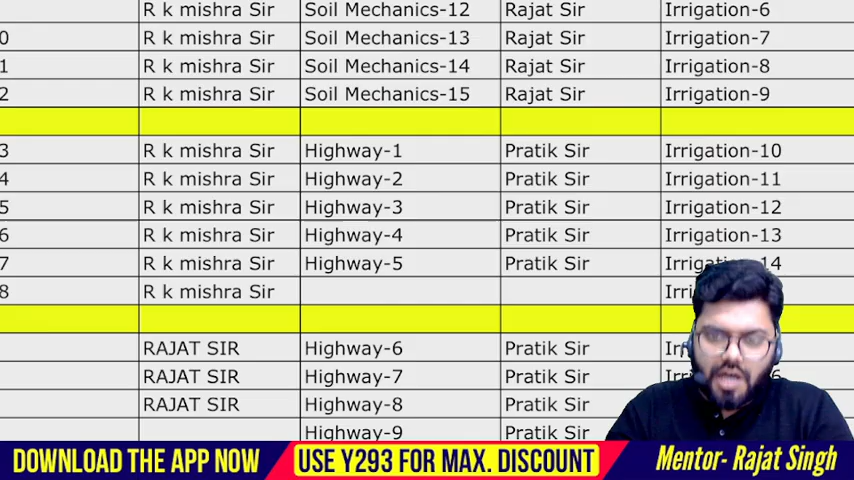 R k mishra Sir Soil Mechanics-12 Rajat Sir Irrigation-6
0 R k mishra Sir Soil Mechanics-13 Rajat Sir Irrigation-7
1 R k mishra Sir Soil Mechanics-14 Rajat Sir Irrigation-8
2 R k mishra Sir Soil Mechanics-15 Rajat Sir Irrigation-9
3 R k mishra Sir Highway-1 Pratik Sir Irrigation-10
4 R k mishra Sir Highway-2 Pratik Sir Irrigation-11
5 R k mishra Sir Highway-3 Pratik Sir Irrigation-12
6 R k mishra Sir Highway-4 Pratik Sir Irrigation-13
7 R k mishra Sir Highway-5 Pratik Sir Irrigation-14
8 R k mishra Sir
RAJAT SIR Highway-6 Pratik Sir
RAJAT SIR Highway-7 Pratik Sir
RAJAT SIR Highway-8 Pratik Sir
Highway-9 Pratik Sir
DOWNLOAD THE APP NOW USE Y293 FOR MAX. DISCOUNT Mentor- Rajat Singh